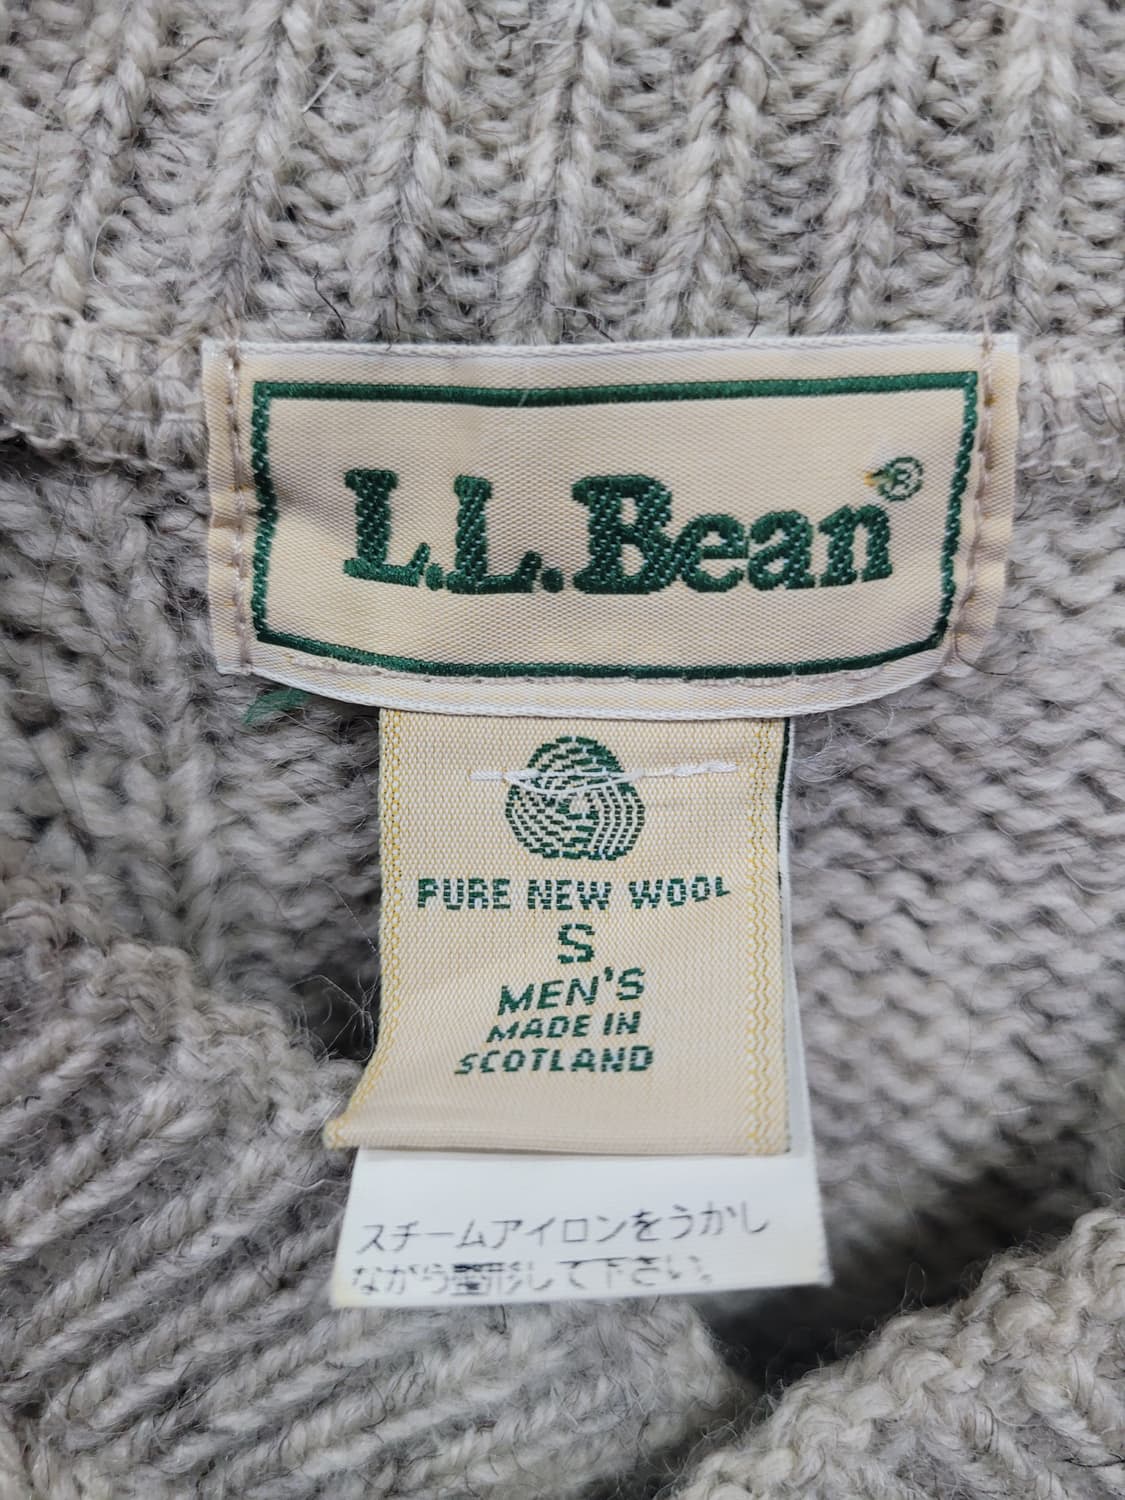 L.L.Bean®
PURE NEW WOOL
S
MEN'S
MADE IN
SCOTLAND
スチームアイロンをうかし
ながら整形して下さい。